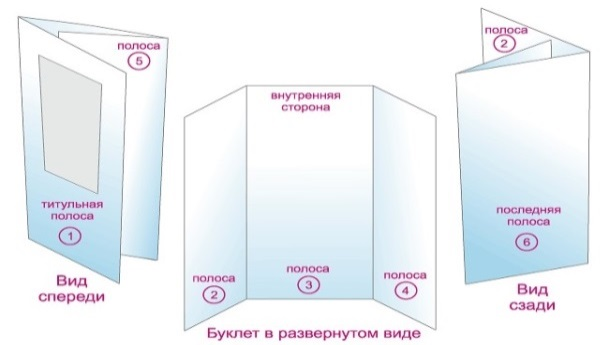 полоса
5
титульная
полоса
1
Вид
спереди
внутренняя
сторона
полоса
2
полоса
3
полоса
4
Буклет в развернутом виде
полоса
2
последняя
полоса
6
Вид
сзади